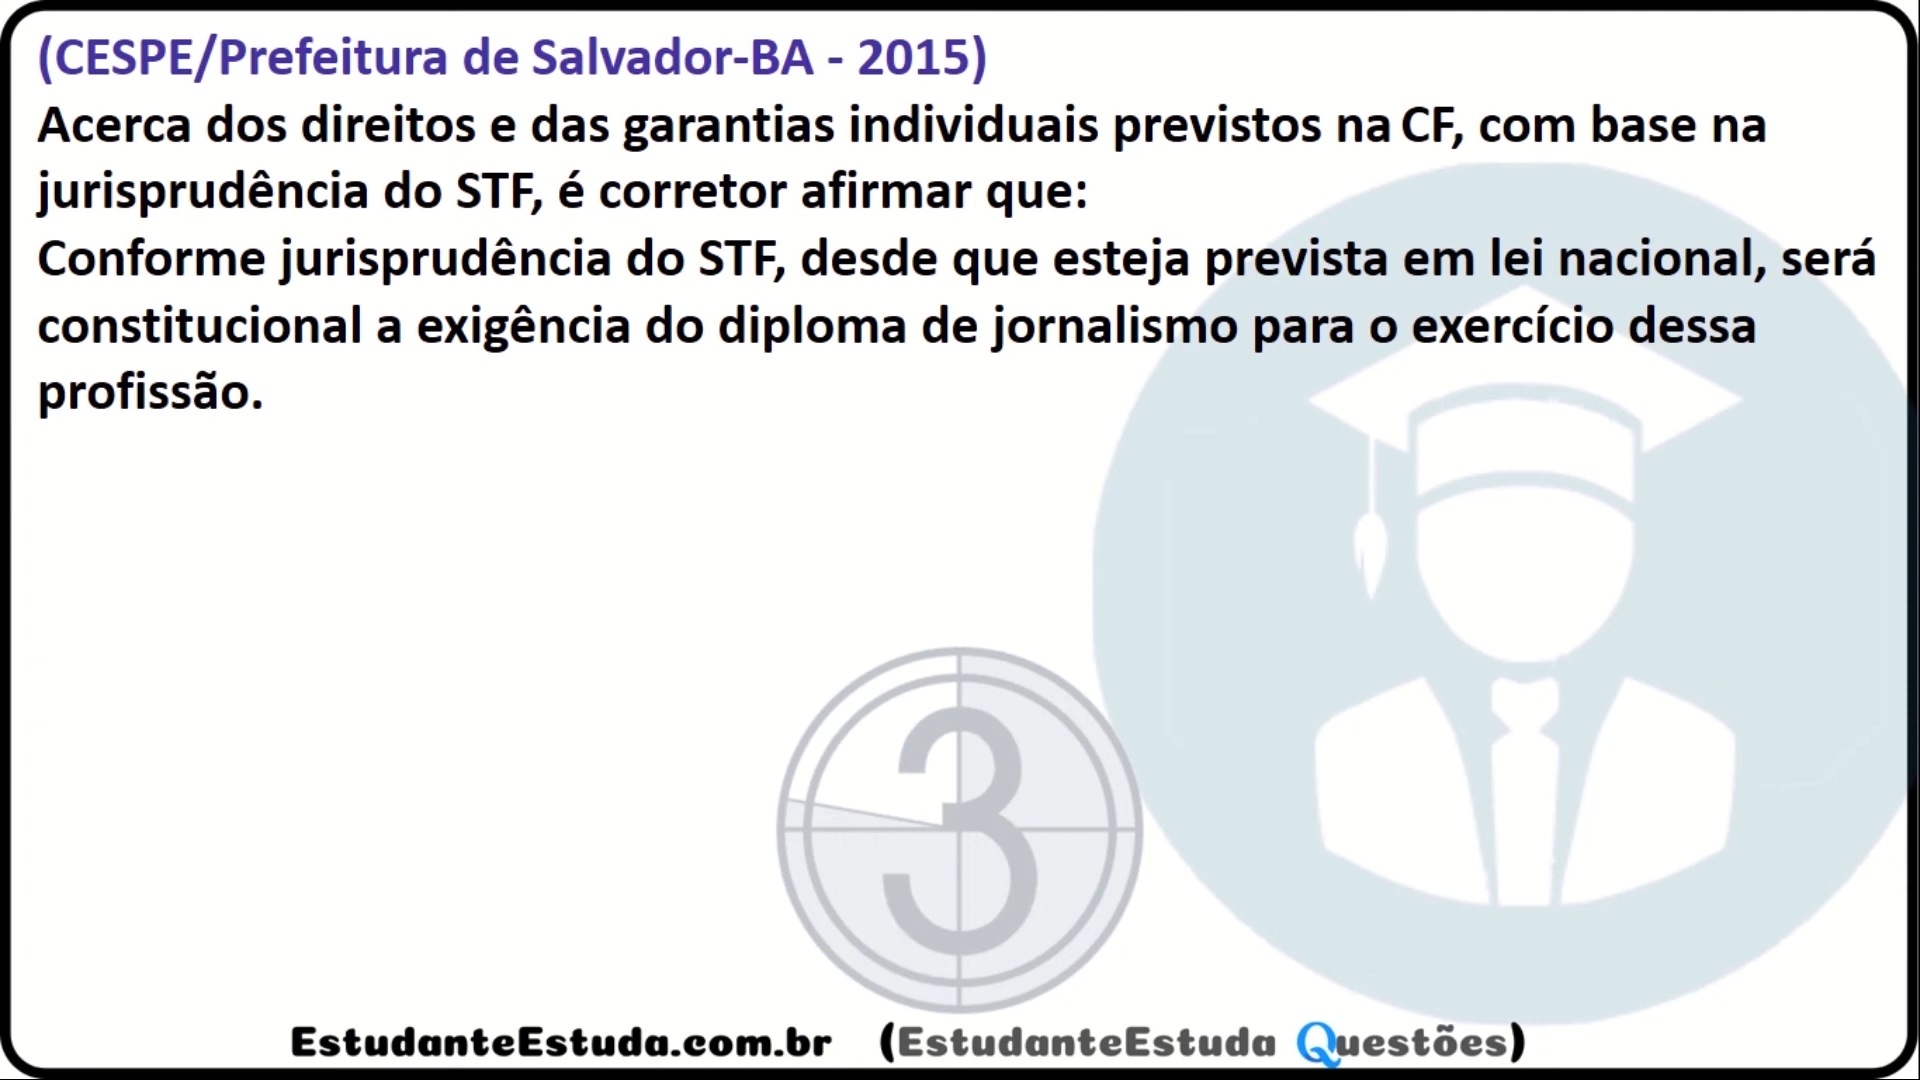 (CESPE/Prefeitura de Salvador-BA - 2015)
Acerca dos direitos e das garantias individuais previstos na CF, com base na
jurisprudência do STF, é corretor afirmar que:
Conforme jurisprudência do STF, desde que esteja prevista em lei nacional, será
constitucional a exigência do diploma de jornalismo para o exercício dessa
profissão.
3
EstudanteEstuda.com.br (EstudanteEstuda Questões)